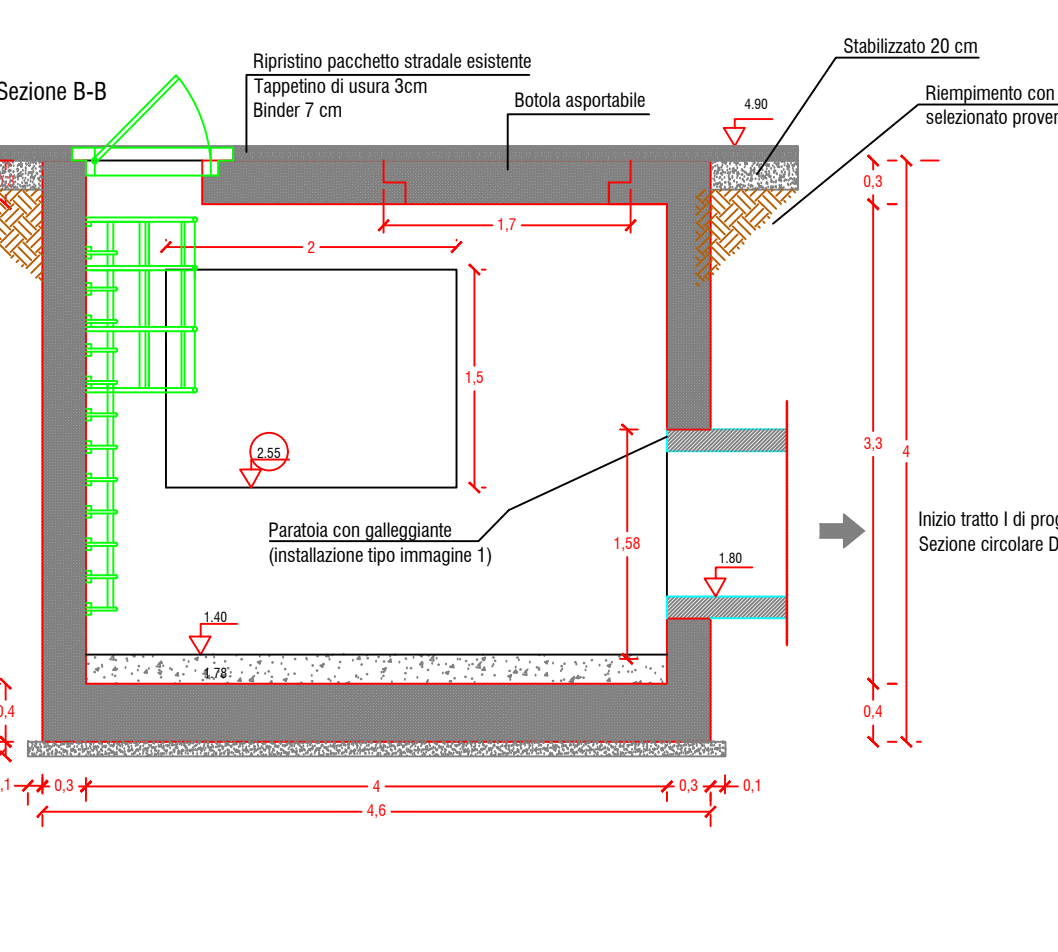 Sezione B-B
Ripristino pacchetto stradale esistente
Tappetino di usura 3cm
Binder 7 cm
Botola asportabile
Stabilizzato 20 cm
4.90
Riempimento con
selezionato prover
0,3
1,7
2
1,5
2.55
3,3
4
Paratoia con galleggiante
(installazione tipo immagine 1)
1,58
1.80
Inizio tratto I di prog
Sezione circolare D
1.40
1.78
0,4
0,4
,1
0,3
4
0,3
0,1
4,6